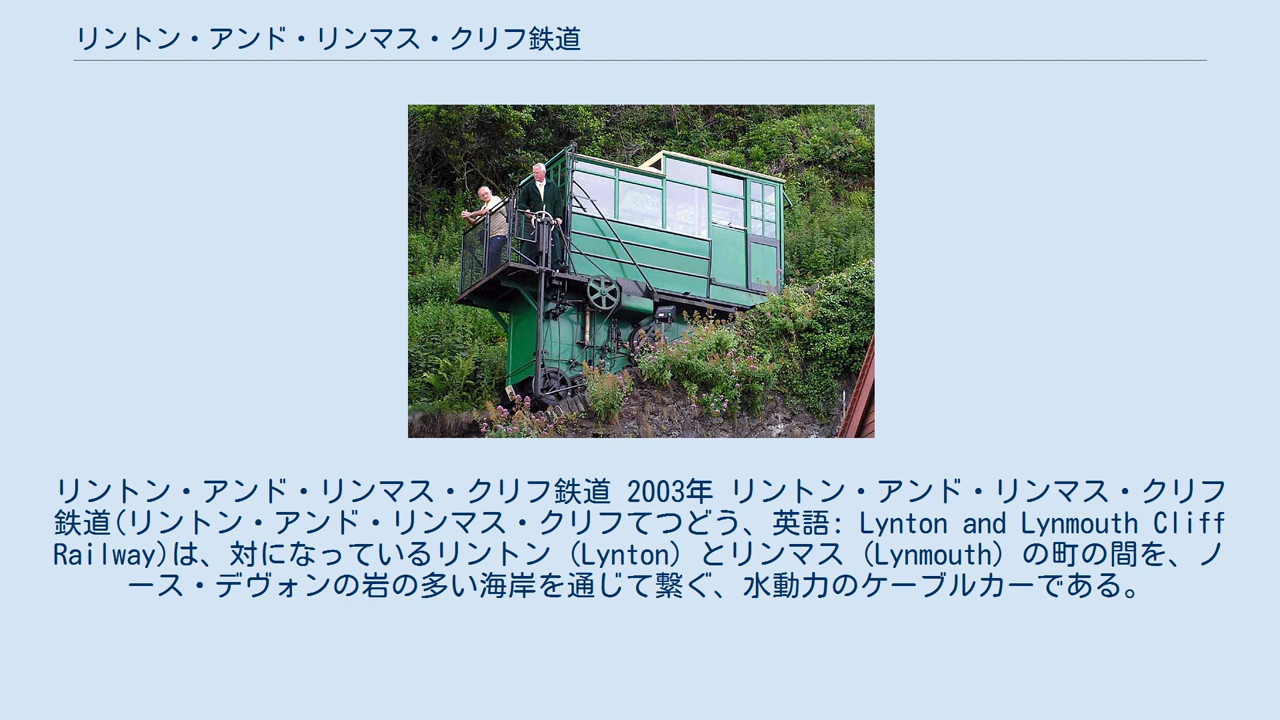 リントン・アンド・リンマス・クリフ鉄道
リントン・アンド・リンマス・クリフ鉄道 2003年 リントン・アンド・リンマス・クリフ
鉄道(リントン・アンド・リンマス・クリフてつどう、英語: Lynton and Lynmouth Cliff
Railway)は、対になっているリントン（Lynton）とリンマス（Lynmouth）の町の間を、ノ
ース・デヴォンの岩の多い海岸を通じて繋ぐ、水動力のケーブルカーである。